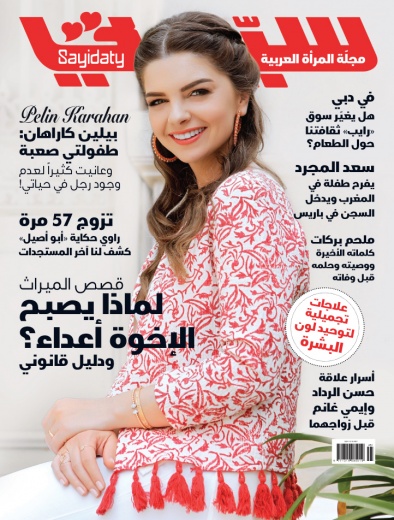 سيدتي
Sayidaty
مجلة المرأة العربية
Pelin Karahan
بيلين كاراهان:
طفولتي صعبة
وعانيت كثيراً لعدم
وجود رجل في حياتي!
تزوج 57 مرة
راوي حكاية «أبو أصيل»
كشف لنا أخر المستجدات
قصص الميراث
لماذا يصبح
الإخوة أعداء؟
ودليل قانوني
في دبي
هل يغيّر سوق
«رايب» ثقافتنا
حول الطعام؟
سعد المجرد
يفرح طفلة في
المغرب ويدخل
السجن في باريس
ملحم بركات
كلماته الأخيرة
ووصيته وحلمه
قبل وفاته
علاجات
تجميلية
لتوحيد لون
البشرة
أسرار علاقة
حسن الرداد
وإيمي غانم
قبل زواجهما